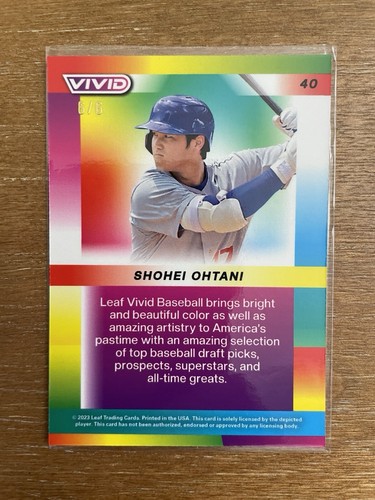 VIVID
40
6/6
17
SHOHEI OHTANI
Leaf Vivid Baseball brings bright
and beautiful color as well as
amazing artistry to America's
pastime with an amazing selection
of top baseball draft picks,
prospects, superstars, and
all-time greats.
© 2023 Leaf Trading Cards. Printed in the USA. This card is solely licensed by the depicted
player. This card has not been authorized, endorsed or approved by any licensing body.